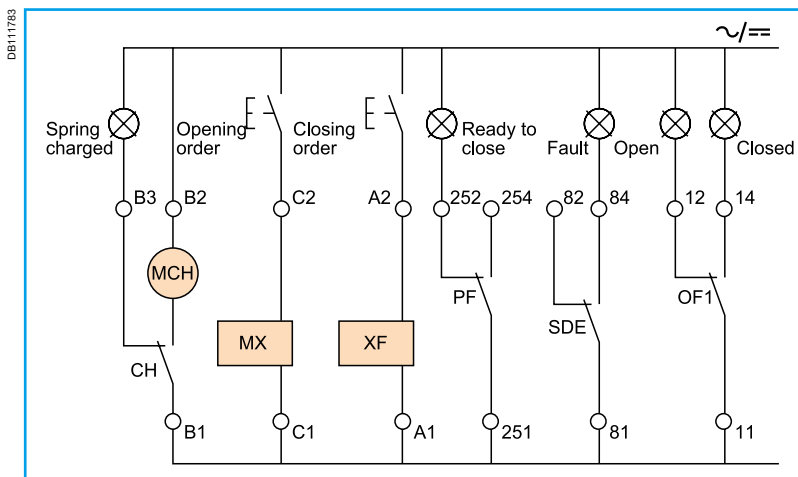 DB111783
~/==
Spring
charged
Opening
order
Closing
order
Ready to
close
Fault
Open
Closed
B3
B2
C2
A2
252
254
82
84
12
14
MCH
PF
OF1
SDE
MX
XF
CH
B1
C1
A1
251
81
11